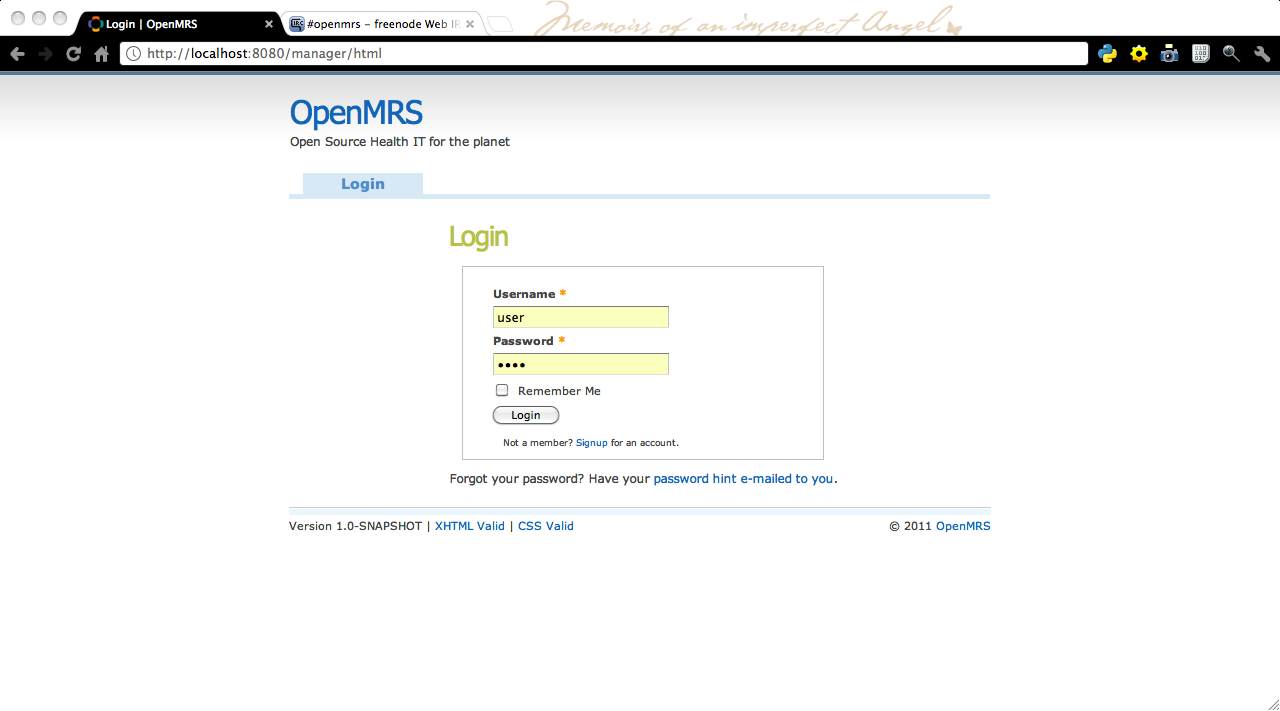 Memoirs of an imperfect Angel
Login | OpenMRS
#openmrs – freenode Web IR
http://localhost:8080/manager/html
OpenMRS
Open Source Health IT for the planet
Login
Login
Username *
user
Password *
Remember Me
Login
Not a member? Signup for an account.
Forgot your password? Have your password hint e-mailed to you.
Version 1.0-SNAPSHOT | XHTML Valid | CSS Valid
© 2011 OpenMRS